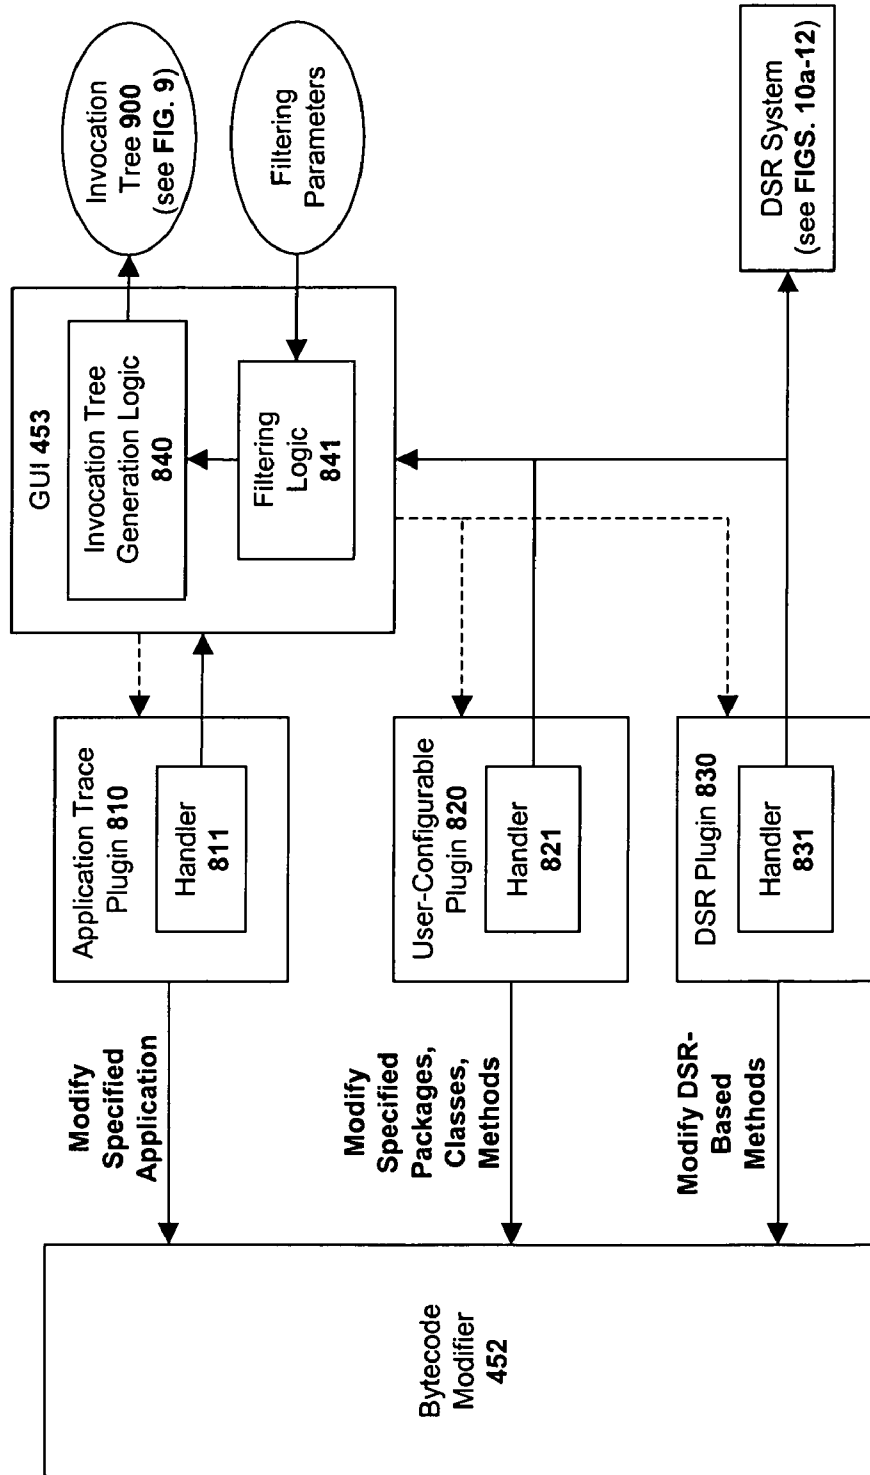 Bytecode
Modifier
452
Modify
Specified
Application
Modify
Specified
Packages,
Classes,
Methods
Modify DSR-
Based
Methods
Application Trace
Plugin 810
Handler
811
User-Configurable
Plugin 820
Handler
821
DSR Plugin 830
Handler
831
GUI 453
Invocation Tree
Generation Logic
840
Filtering
Logic
841
Invocation
Tree 900
(see FIG. 9)
Filtering
Parameters
DSR System
(see FIGS. 10a-12)